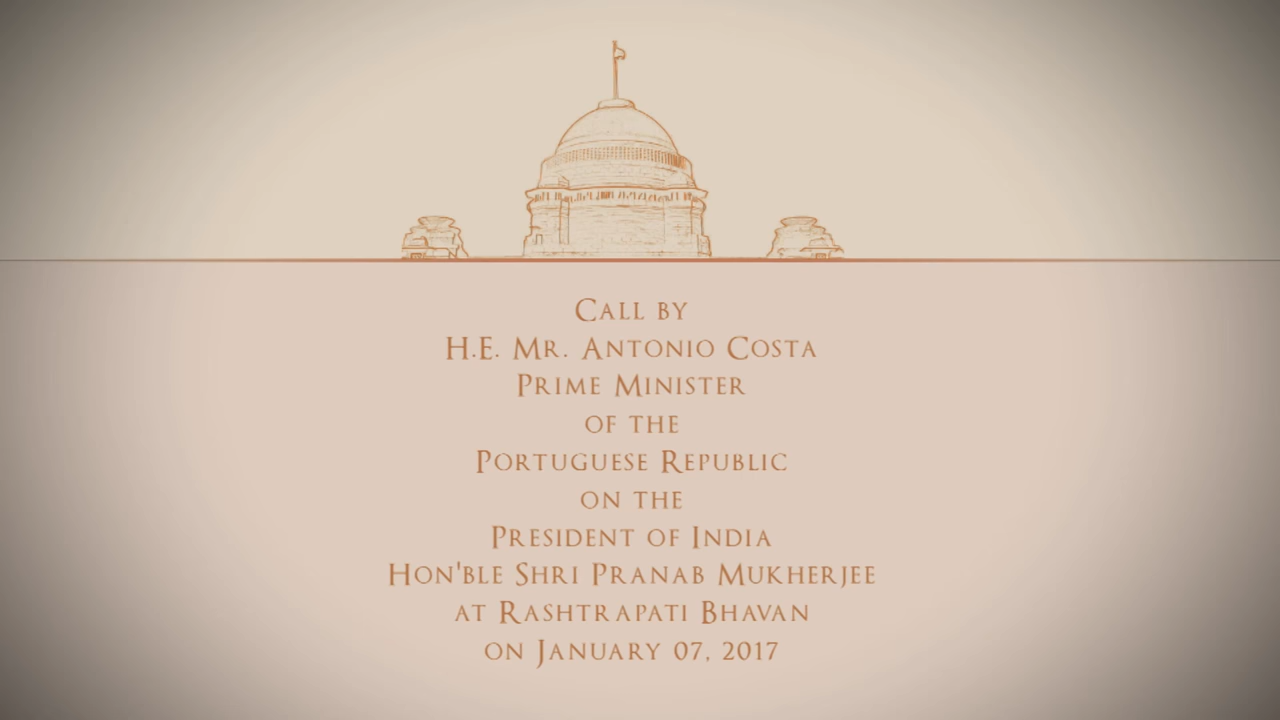 Call by
H.E. Mr. Antonio Costa
Prime Minister
of the
Portuguese Republic
on the
President of India
Hon'ble Shri Pranab Mukherjee
at Rashtrapati Bhavan
on January 07, 2017